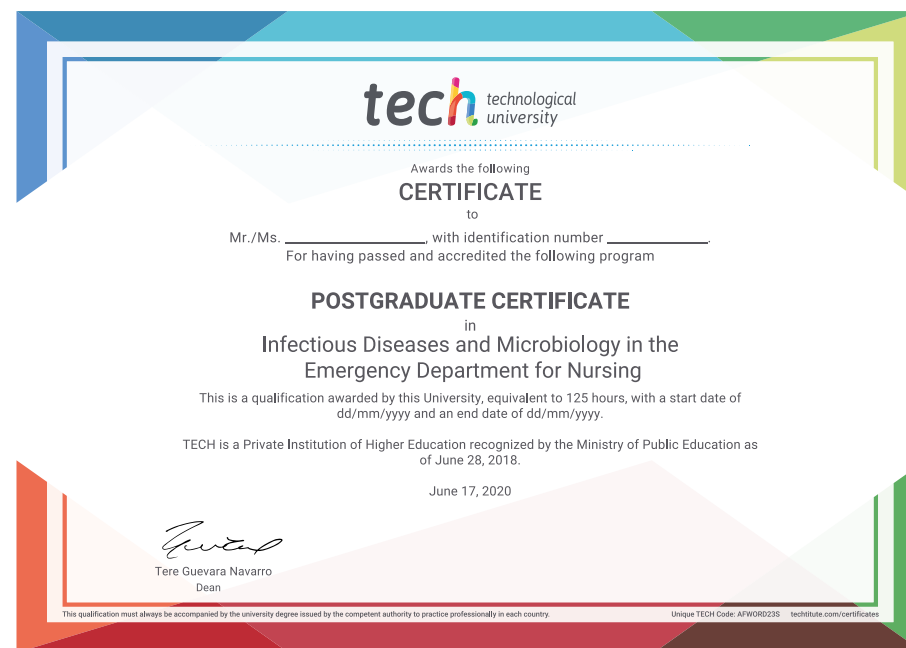 tech technological
university
Awards the following
CERTIFICATE
to
Mr./Ms. ____________________, with identification number ______________.
For having passed and accredited the following program
POSTGRADUATE CERTIFICATE
in
Infectious Diseases and Microbiology in the
Emergency Department for Nursing
This is a qualification awarded by this University, equivalent to 125 hours, with a start date of
dd/mm/yyyy and an end date of dd/mm/yyyy.
TECH is a Private Institution of Higher Education recognized by the Ministry of Public Education as
of June 28, 2018.
June 17, 2020
Tere Guevara Navarro
Dean
This qualification must always be accompanied by the university degree issued by the competent authority to practice professionally in each country. Unique TECH Code: AFWORD23S techtitute.com/certificates